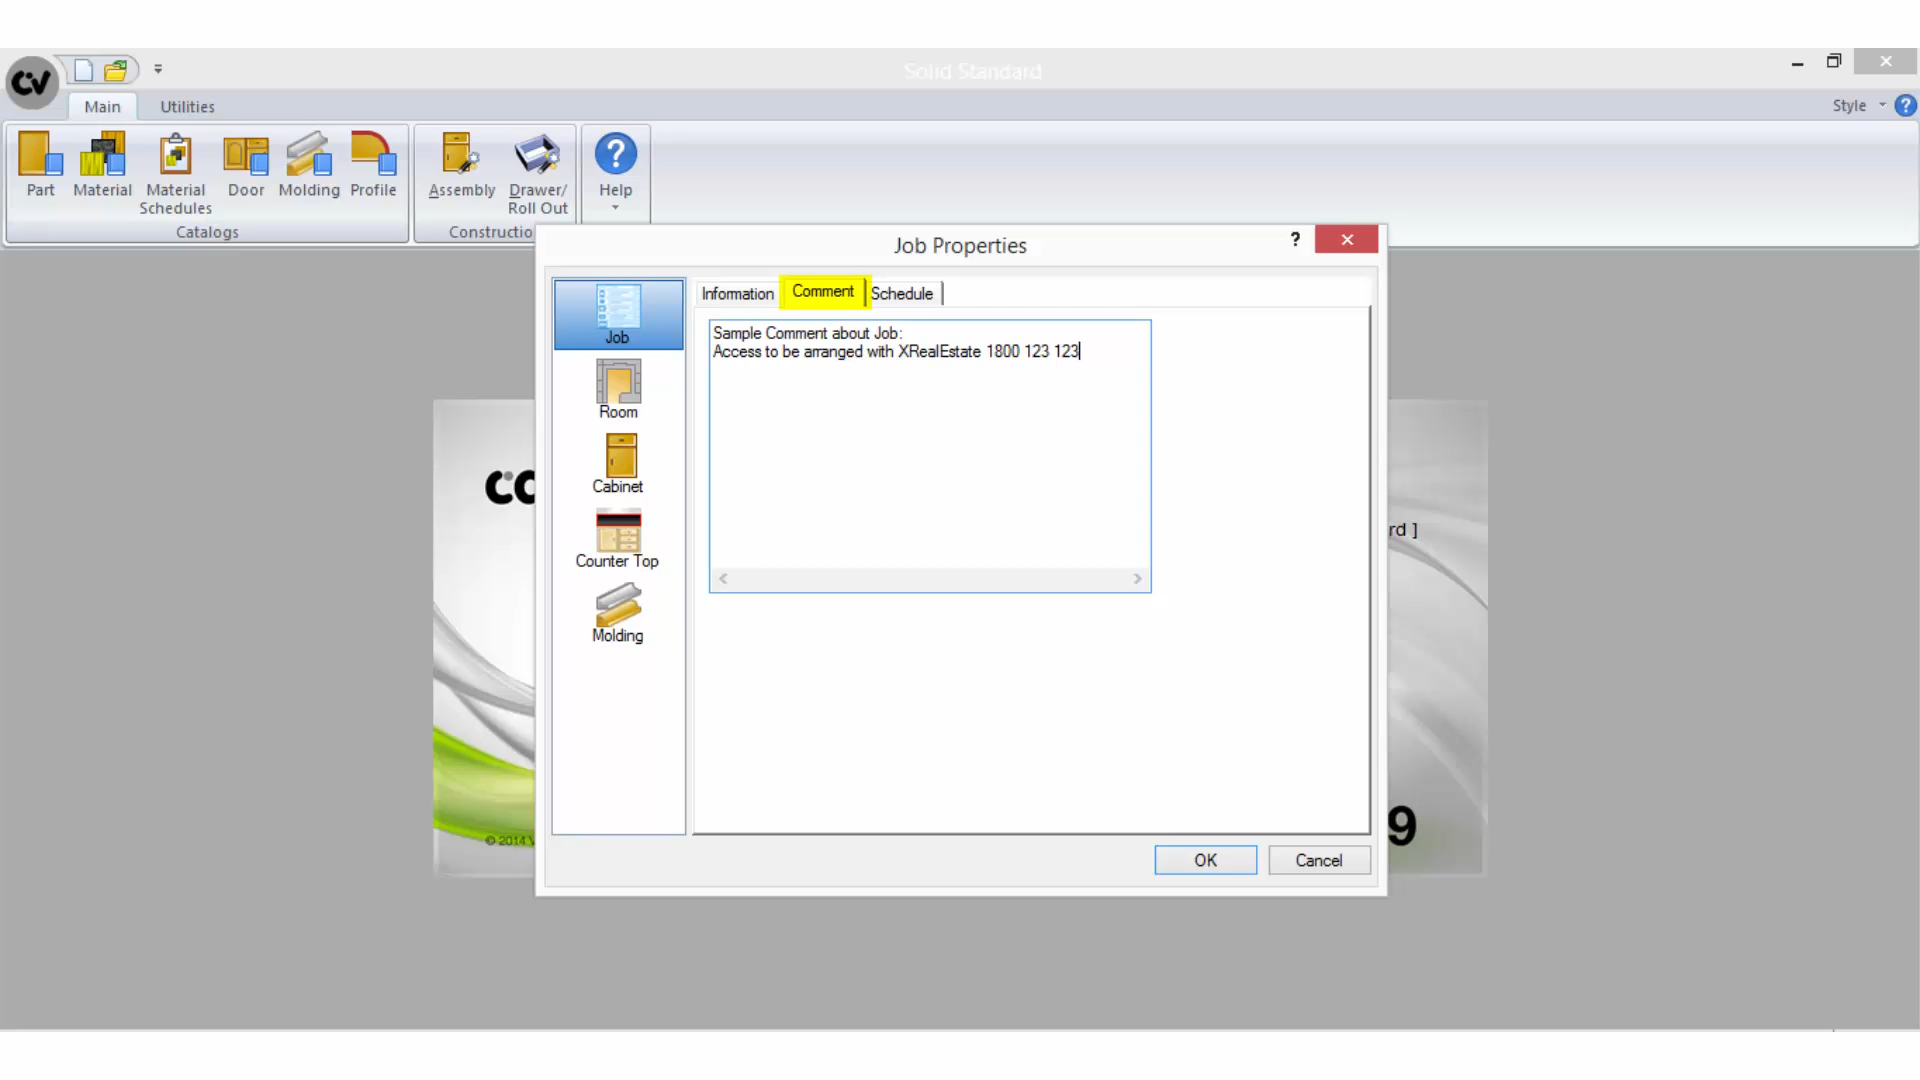 CV
Solid Standard
Main
Utilities
Style
?
Part
Material
Material
Schedules
Door
Molding
Profile
Assembly
Drawer/
Roll Out
?
Help
Catalogs
Job Properties
?
Information
Comment
Schedule
Job
Room
Cabinet
Counter Top
Molding
Sample Comment about Job:
Access to be arranged with XRealEstate 1800 123 123
rd ]
9
© 2014
OK
Cancel